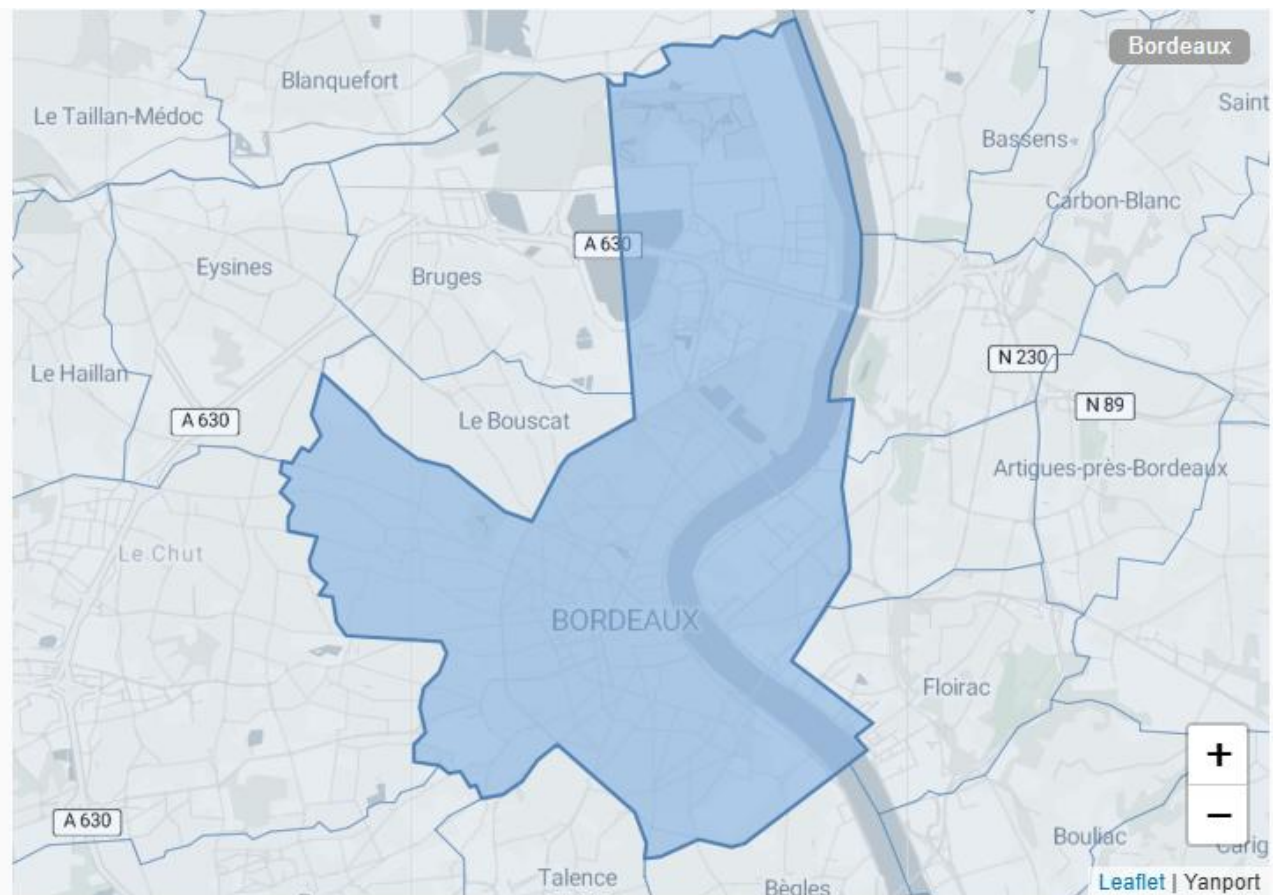 Bordeaux
Blanquefort
Le Taillan-Médoc
Saint
Bassens
Carbon-Blanc
A 630
Eysines
Bruges
N 230
Le Haillan
N 89
A 630
Le Bouscat
Artigues-près-Bordeaux
Le Chut
BORDEAUX
Floirac
+
−
A 630
Bouliac
Carig
Talence
Bègles
Leaflet | Yanport